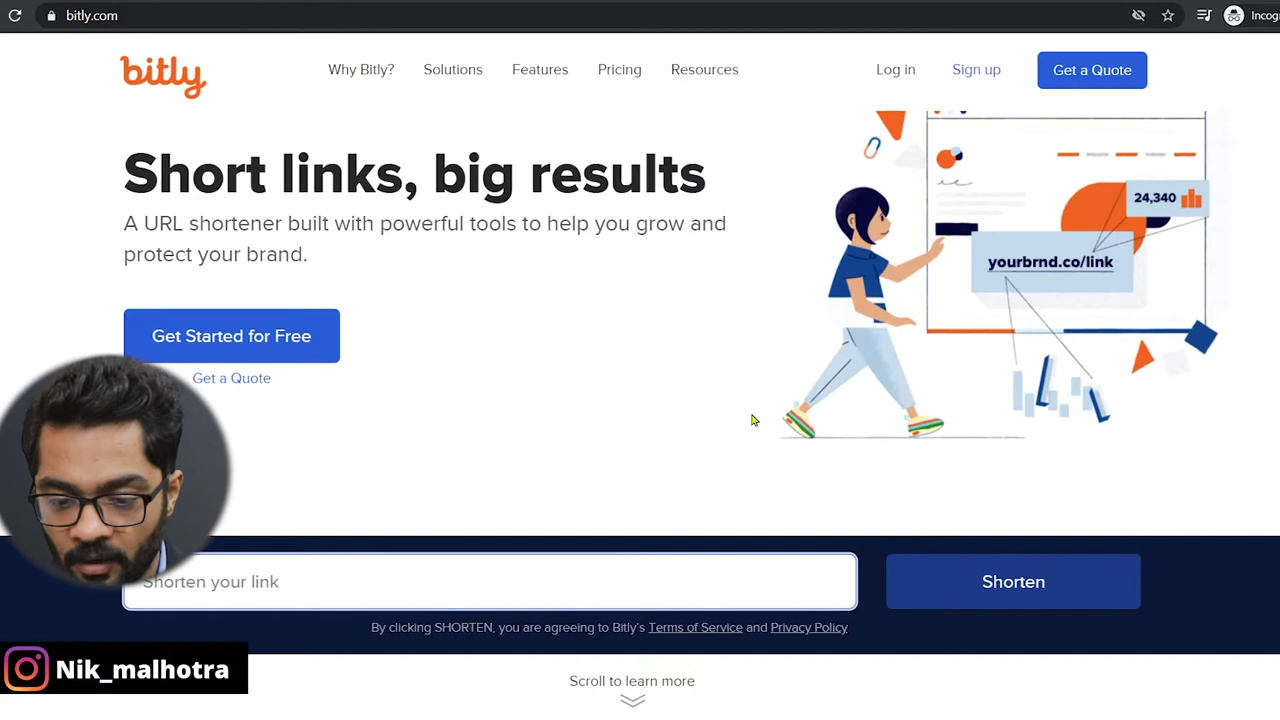 bitly.com
Incog
bitly
Why Bitly?
Solutions
Features
Pricing
Resources
Log in
Sign up
Get a Quote
Short links, big results
A URL shortener built with powerful tools to help you grow and
protect your brand.
24,340
yourbrnd.co/link
Get Started for Free
Get a Quote
Shorten your link
Shorten
By clicking SHORTEN, you are agreeing to Bitly's Terms of Service and Privacy Policy
Nik_malhotra
Scroll to learn more